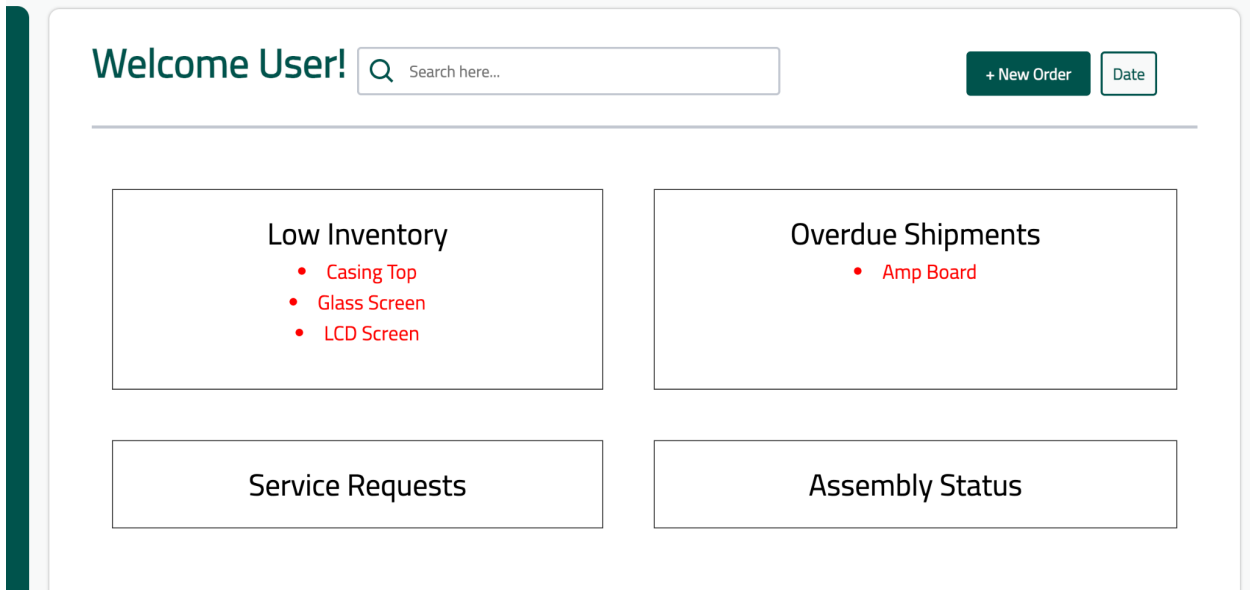 Welcome User!
Search here...
+ New Order
Date
Low Inventory
• Casing Top
• Glass Screen
• LCD Screen
Overdue Shipments
• Amp Board
Service Requests
Assembly Status